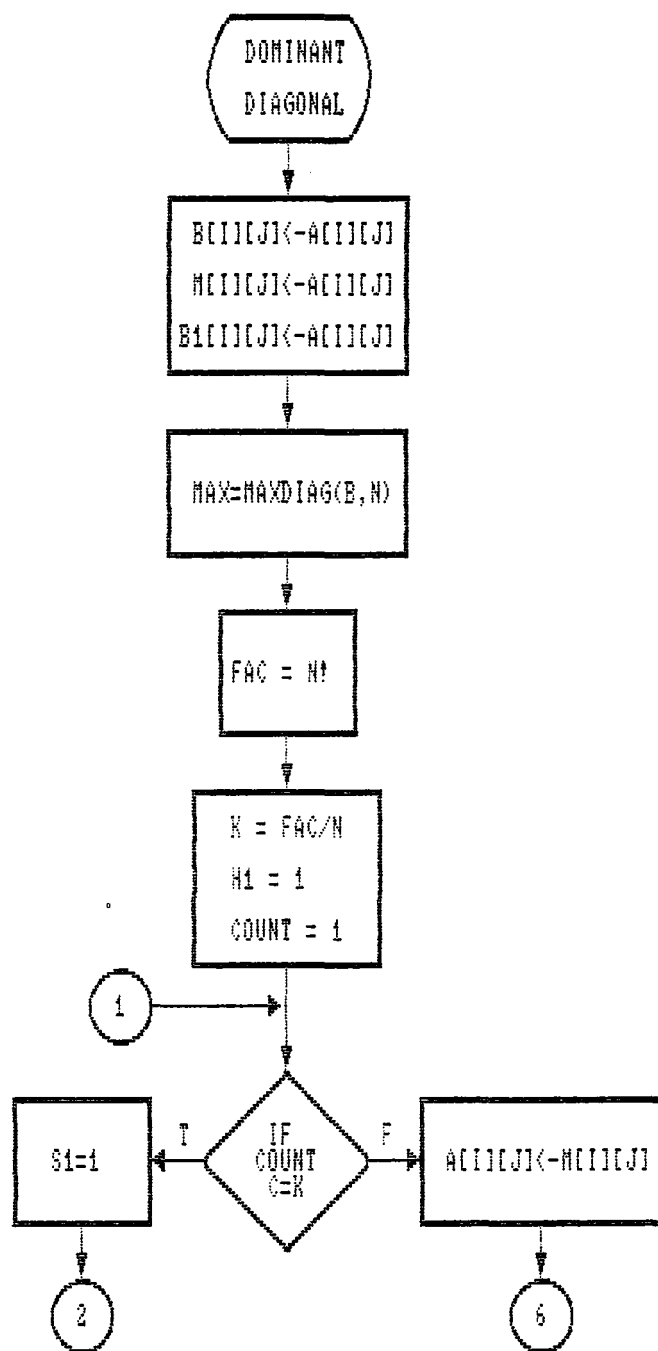 DOMINANT
DIAGONAL
B[I][J]<-A[I][J]
M[I][J]<-A[I][J]
B1[I][J]<-A[I][J]
MAX=MAXDIAG(B,N)
FAC = N!
K = FAC/N
H1 = 1
COUNT = 1
1
T
IF
COUNT
C=K
F
S1=1
A[I][J]<-M[I][J]
2
6